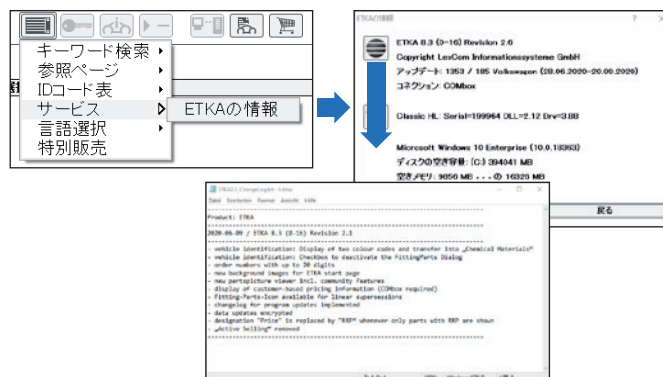 キーワード検索
参照ページ
IDコード表
サービス
言語選択
特別販売
ETKAの情報
ETKAの情報
ETKA 8.3 (0-16) Revision 2.0
Copyright LexCom Informationssysteme GmbH
アップデート: 1353 / 185 Volkswagen (28.08.2020-20.09.2020)
コネクション: COMbox
Classic HL: Serial=199964 DLL=2.12 Drv=3.88
Microsoft Windows 10 Enterprise (10.0.18363)
ディスクの空き容量: (C:) 394041 MB
空きメモリ: 9850 MB ・・・の 16320 MB
戻る
Datei Bearbeiten Format Ansicht Hilfe
Product: ETKA
2020-06-09 / ETKA 8.3 (0-16) Revision 2.1
- vehicle identification: Display of two colour codes and transfer into „Chemical Materials"
- vehicle identification: Checkbox to deactivate the FittingParts Dialog
- order numbers with up to 20 digits
- new background images for ETKA start page
- new partspicture viewer incl. community features
- display of customer-based pricing information (COMbox required)
- Fitting-Parts-Icon available for linear supersessions
- changelog for program updates implemented
- data updates encrypted
- designation "Price" is replaced by "RRP" whenever only parts with RRP are shown
- „Active Selling" removed